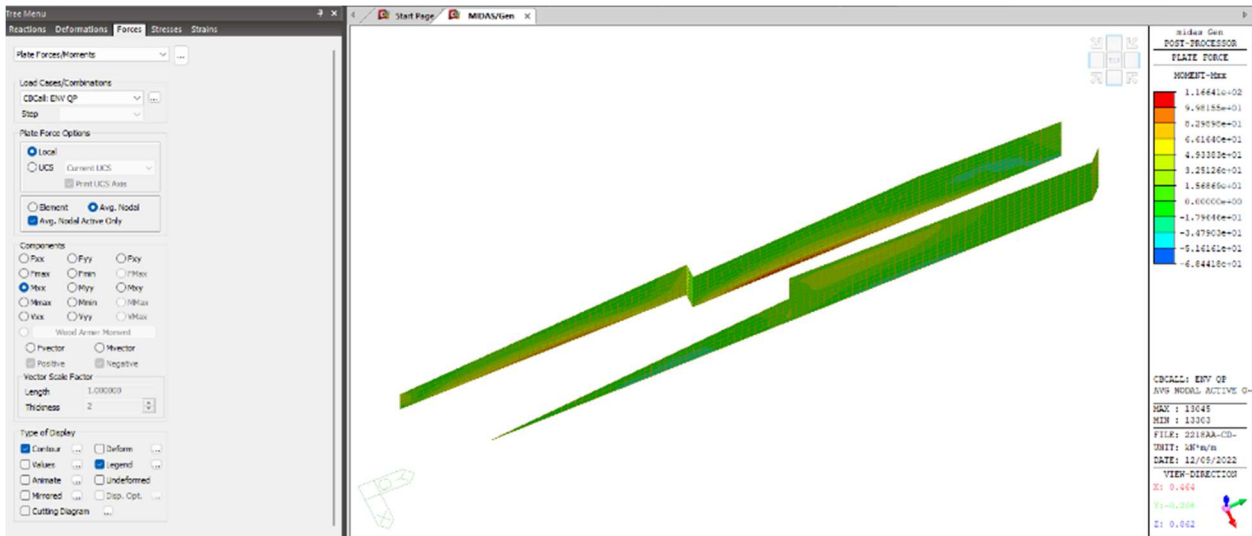 Tree Menu
Reactions Deformations Forces Stresses Strains
Plate Forces/Moments
...
Load Cases/Combinations
CBCall: ENV QP
...
Step
Plate Force Options
Local
UCS Current UCS
Print UCS Axis
Element Avg. Nodal
Avg. Nodal Active Only
Components
Fxx Fyy Fxy
Fmax Fmin FMax
Mxx Myy Mxy
Mmax Mmin MMax
Vxx Vyy VMax
Wood Armer Moment
Fvector Mvector
Positive Negative
Vector Scale Factor
Length 1.000000
Thickness 2
Type of Display
Contour ... Deform ...
Values ... Legend ...
Animate ... Undeformed
Mirrored ... Disp. Opt. ...
Cutting Diagram ...
Start Page MIDAS/Gen
midas Gen
POST-PROCESSOR
PLATE FORCE
MOMENT-Mxx
1.16641e+02
9.98155e+01
8.29898e+01
6.61640e+01
4.93383e+01
3.25126e+01
1.56869e+01
0.00000e+00
-1.79646e+01
-3.47903e+01
-5.16161e+01
-6.84418e+01
CBCALL: ENV QP
AVG NODAL ACTIVE O
MAX : 13045
MIN : 13303
FILE: 2218AA-CD-
UNIT: kN*m/m
DATE: 12/09/2022
VIEW-DIRECTION
X: 0.464
Z: 0.062